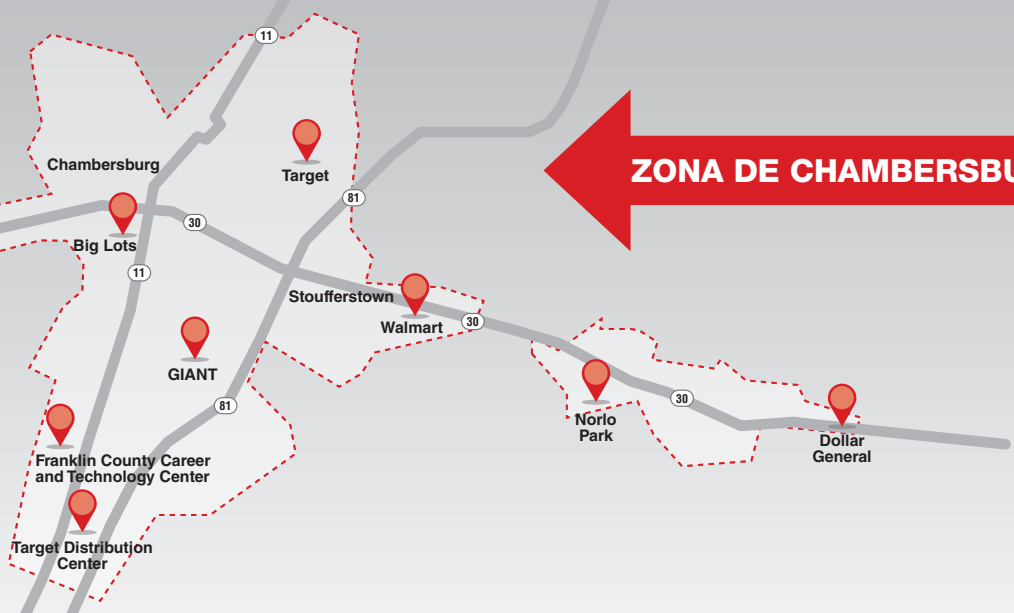 11
Chambersburg
Target
ZONA DE CHAMBERSBU
81
30
Big Lots
11
Stoufferstown
Walmart
30
GIANT
81
30
Norlo
Park
Dollar
General
Franklin County Career
and Technology Center
Target Distribution
Center